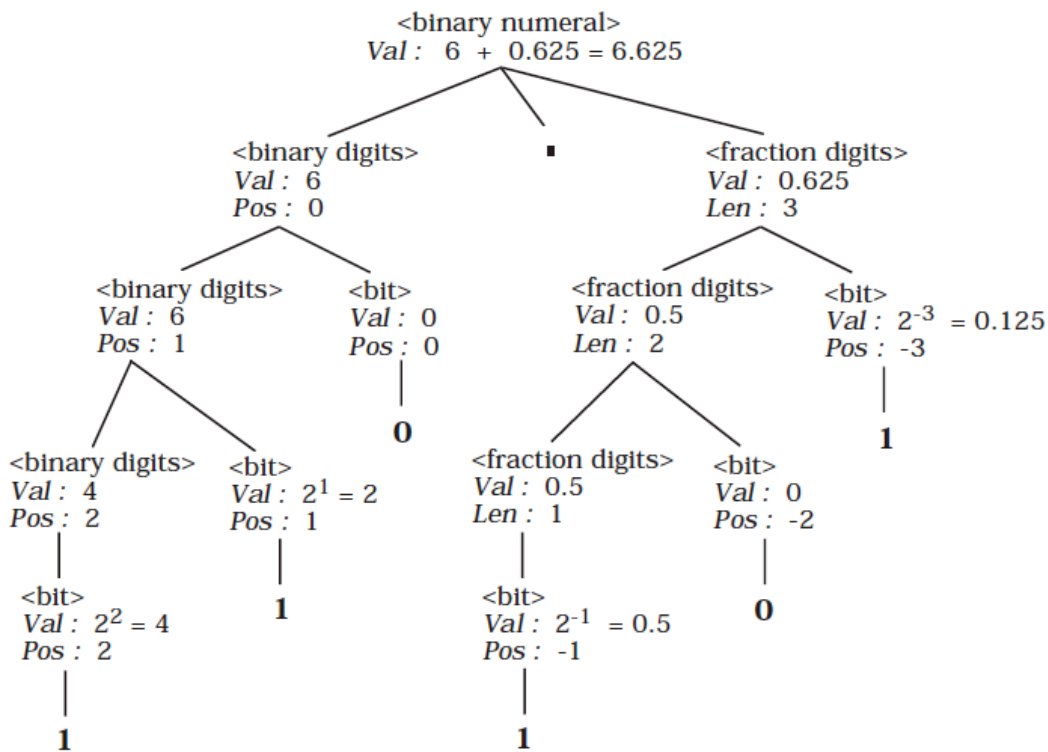 <binary numeral>
Val : 6 + 0.625 = 6.625
<binary digits>
Val : 6
Pos : 0
.
<fraction digits>
Val : 0.625
Len : 3
<binary digits>
Val : 6
Pos : 1
<bit>
Val : 0
Pos : 0
0
<fraction digits>
Val : 0.5
Len : 2
<bit>
Val : 2⁻³ = 0.125
Pos : -3
1
<binary digits>
Val : 4
Pos : 2
<bit>
Val : 2¹ = 2
Pos : 1
1
<fraction digits>
Val : 0.5
Len : 1
<bit>
Val : 0
Pos : -2
0
<bit>
Val : 2² = 4
Pos : 2
1
<bit>
Val : 2⁻¹ = 0.5
Pos : -1
1